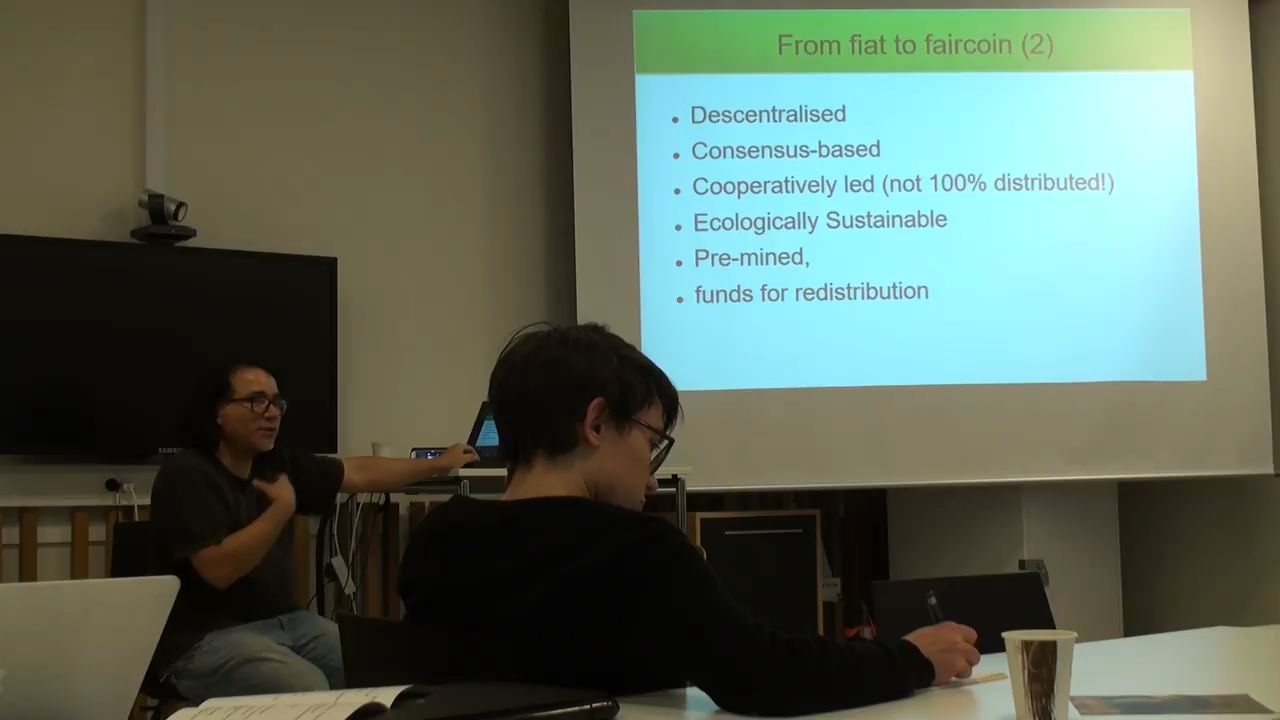 From fiat to faircoin (2)
Descentralised
Consensus-based
Cooperatively led (not 100% distributed!)
Ecologically Sustainable
Pre-mined,
funds for redistribution